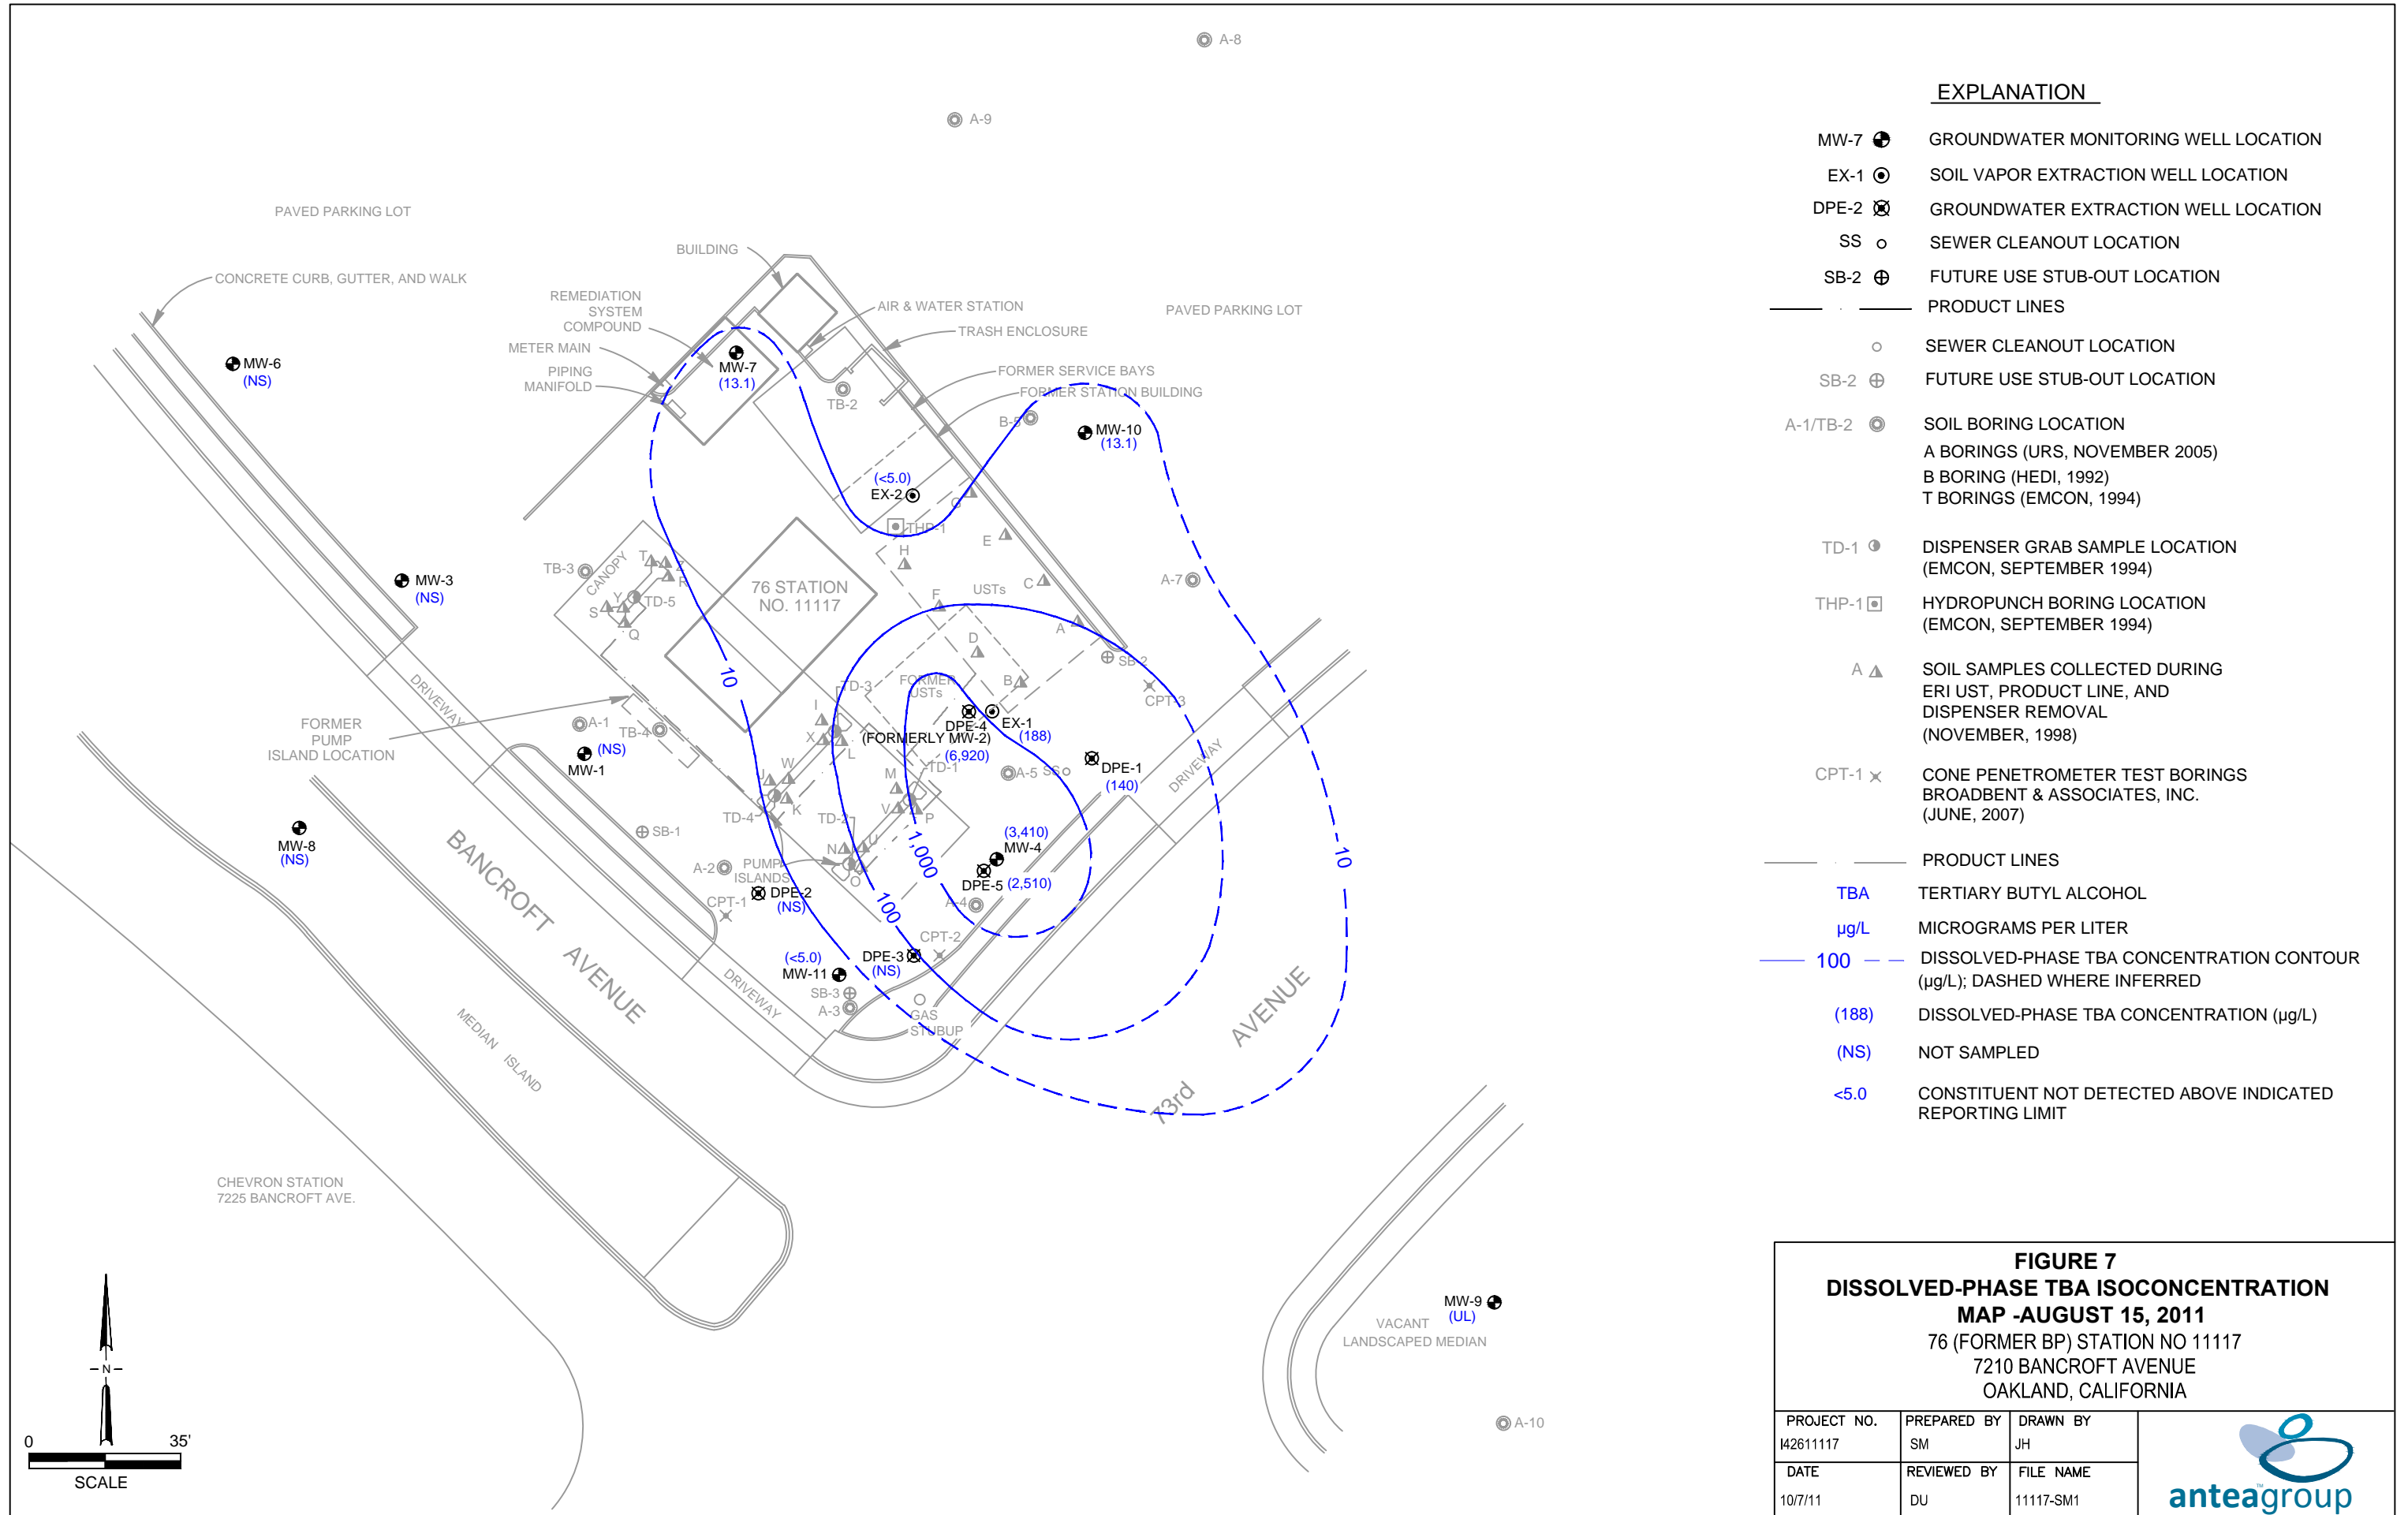 A-8
A-9
PAVED PARKING LOT
BUILDING
CONCRETE CURB, GUTTER, AND WALK
REMEDIATION
SYSTEM
COMPOUND
AIR & WATER STATION
PAVED PARKING LOT
TRASH ENCLOSURE
METER MAIN
PIPING
MANIFOLD
MW-6
(NS)
MW-7
(13.1)
FORMER SERVICE BAYS
FORMER STATION BUILDING
TB-2
B-5
MW-10
(13.1)
(<5.0)
EX-2
G
THP-1
E
H
TB-3
CANOPY
T
Z
R
Y
TD-5
S
Q
76 STATION
NO. 11117
MW-3
(NS)
USTs
C
F
A-7
A
D
SB-2
B
CPT-3
10
DRIVEWAY
TD-3
FORMER
USTs
I
X
L
FORMER
PUMP
ISLAND LOCATION
A-1
TB-4
(NS)
MW-1
DPE-4
(FORMERLY MW-2)
(6,920)
EX-1
(188)
DPE-1
(140)
DRIVEWAY
TD-1
A-5
SS
J
W
K
M
V
P
TD-4
TD-2
U
N
O
SB-1
MW-8
(NS)
A-2
PUMP
ISLANDS
1,000
(3,410)
MW-4
DPE-5
(2,510)
10
CPT-1
DPE-2
(NS)
100
A-4
CPT-2
DPE-3
(NS)
(<5.0)
MW-11
SB-3
A-3
GAS
STUBUP
BANCROFT AVENUE
DRIVEWAY
MEDIAN ISLAND
73rd AVENUE
CHEVRON STATION
7225 BANCROFT AVE.
MW-9
(UL)
VACANT
LANDSCAPED MEDIAN
A-10
N
0 35'
SCALE
EXPLANATION
MW-7 GROUNDWATER MONITORING WELL LOCATION
EX-1 SOIL VAPOR EXTRACTION WELL LOCATION
DPE-2 GROUNDWATER EXTRACTION WELL LOCATION
SS SEWER CLEANOUT LOCATION
SB-2 FUTURE USE STUB-OUT LOCATION
PRODUCT LINES
SEWER CLEANOUT LOCATION
SB-2 FUTURE USE STUB-OUT LOCATION
A-1/TB-2 SOIL BORING LOCATION
A BORINGS (URS, NOVEMBER 2005)
B BORING (HEDI, 1992)
T BORINGS (EMCON, 1994)
TD-1 DISPENSER GRAB SAMPLE LOCATION
(EMCON, SEPTEMBER 1994)
THP-1 HYDROPUNCH BORING LOCATION
(EMCON, SEPTEMBER 1994)
A SOIL SAMPLES COLLECTED DURING
ERI UST, PRODUCT LINE, AND
DISPENSER REMOVAL
(NOVEMBER, 1998)
CPT-1 CONE PENETROMETER TEST BORINGS
BROADBENT & ASSOCIATES, INC.
(JUNE, 2007)
PRODUCT LINES
TBA TERTIARY BUTYL ALCOHOL
µg/L MICROGRAMS PER LITER
100 DISSOLVED-PHASE TBA CONCENTRATION CONTOUR
(µg/L); DASHED WHERE INFERRED
(188) DISSOLVED-PHASE TBA CONCENTRATION (µg/L)
(NS) NOT SAMPLED
<5.0 CONSTITUENT NOT DETECTED ABOVE INDICATED
REPORTING LIMIT
FIGURE 7
DISSOLVED-PHASE TBA ISOCONCENTRATION
MAP -AUGUST 15, 2011
76 (FORMER BP) STATION NO 11117
7210 BANCROFT AVENUE
OAKLAND, CALIFORNIA
PROJECT NO. PREPARED BY DRAWN BY
I42611117 SM JH
DATE REVIEWED BY FILE NAME
10/7/11 DU 11117-SM1
anteagroup™